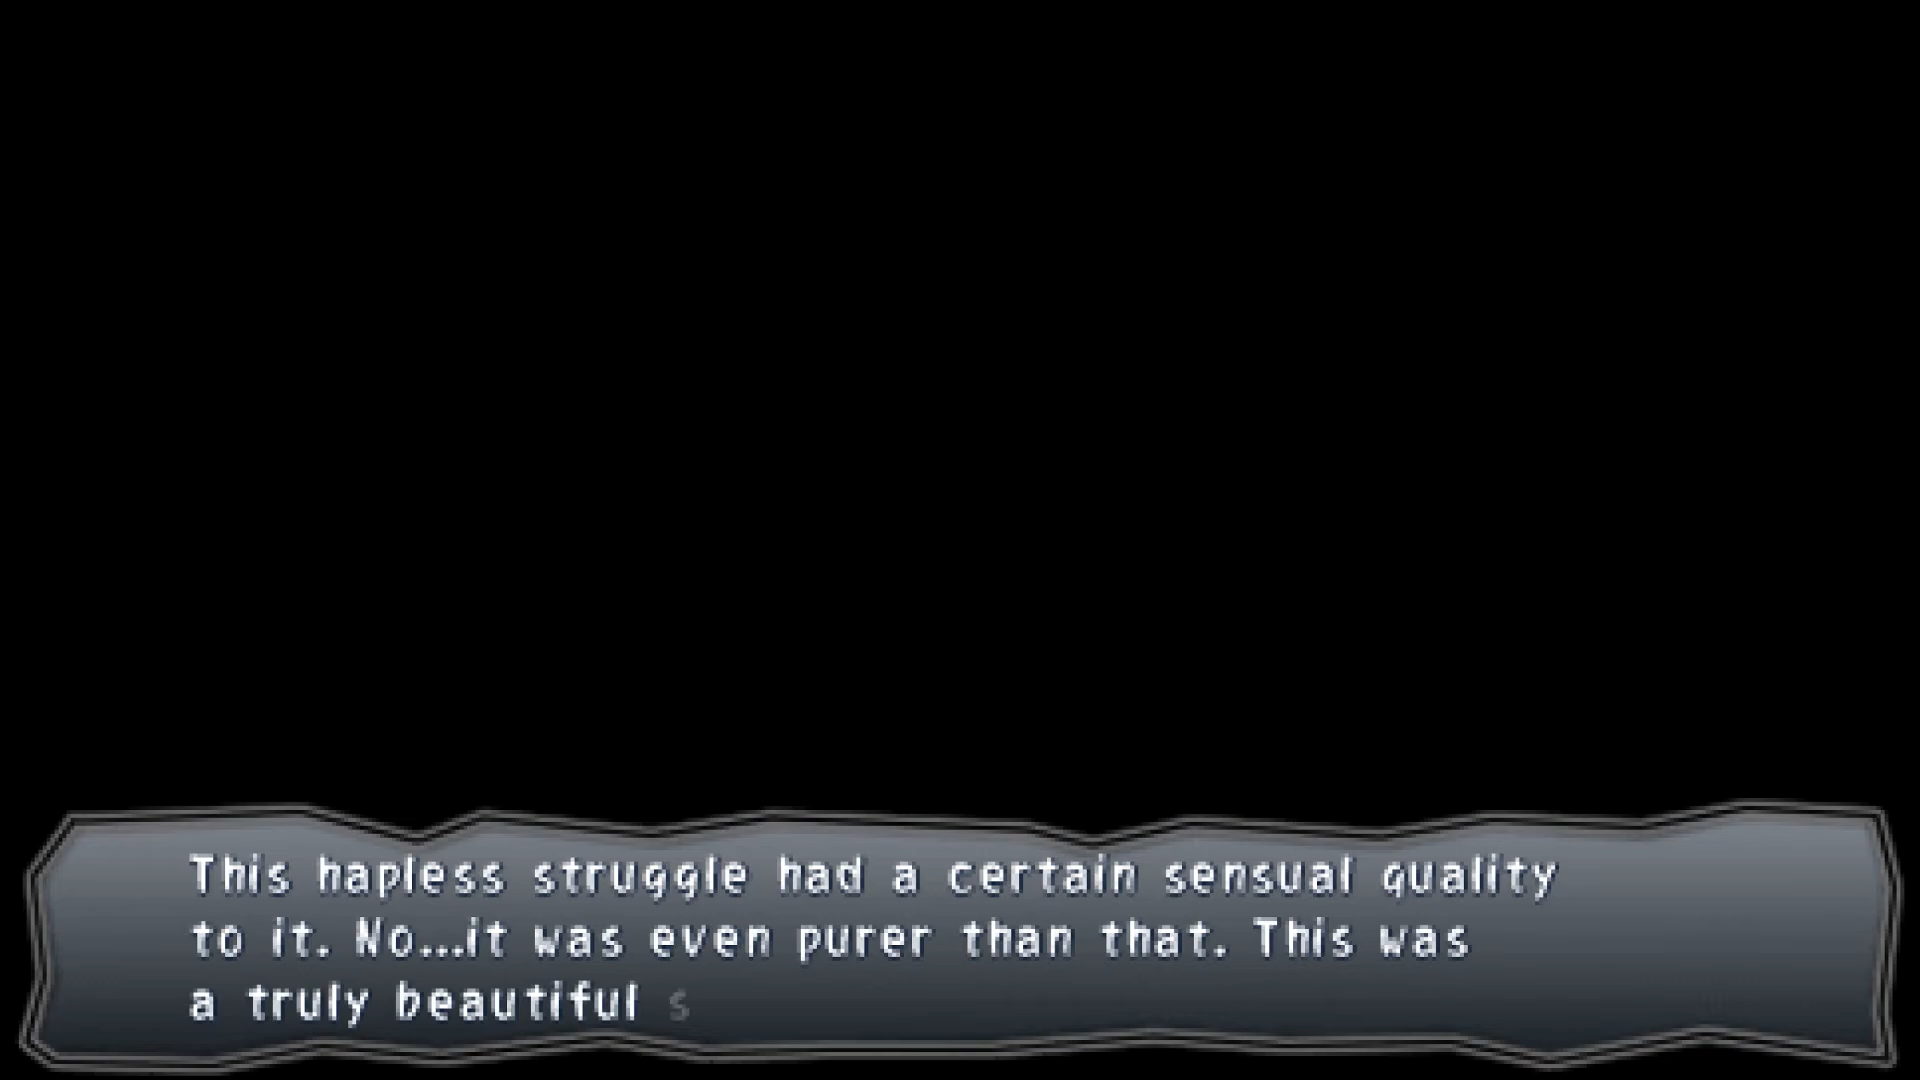 This hapless struggle had a certain sensual quality
to it. No...it was even purer than that. This was
a truly beautiful s